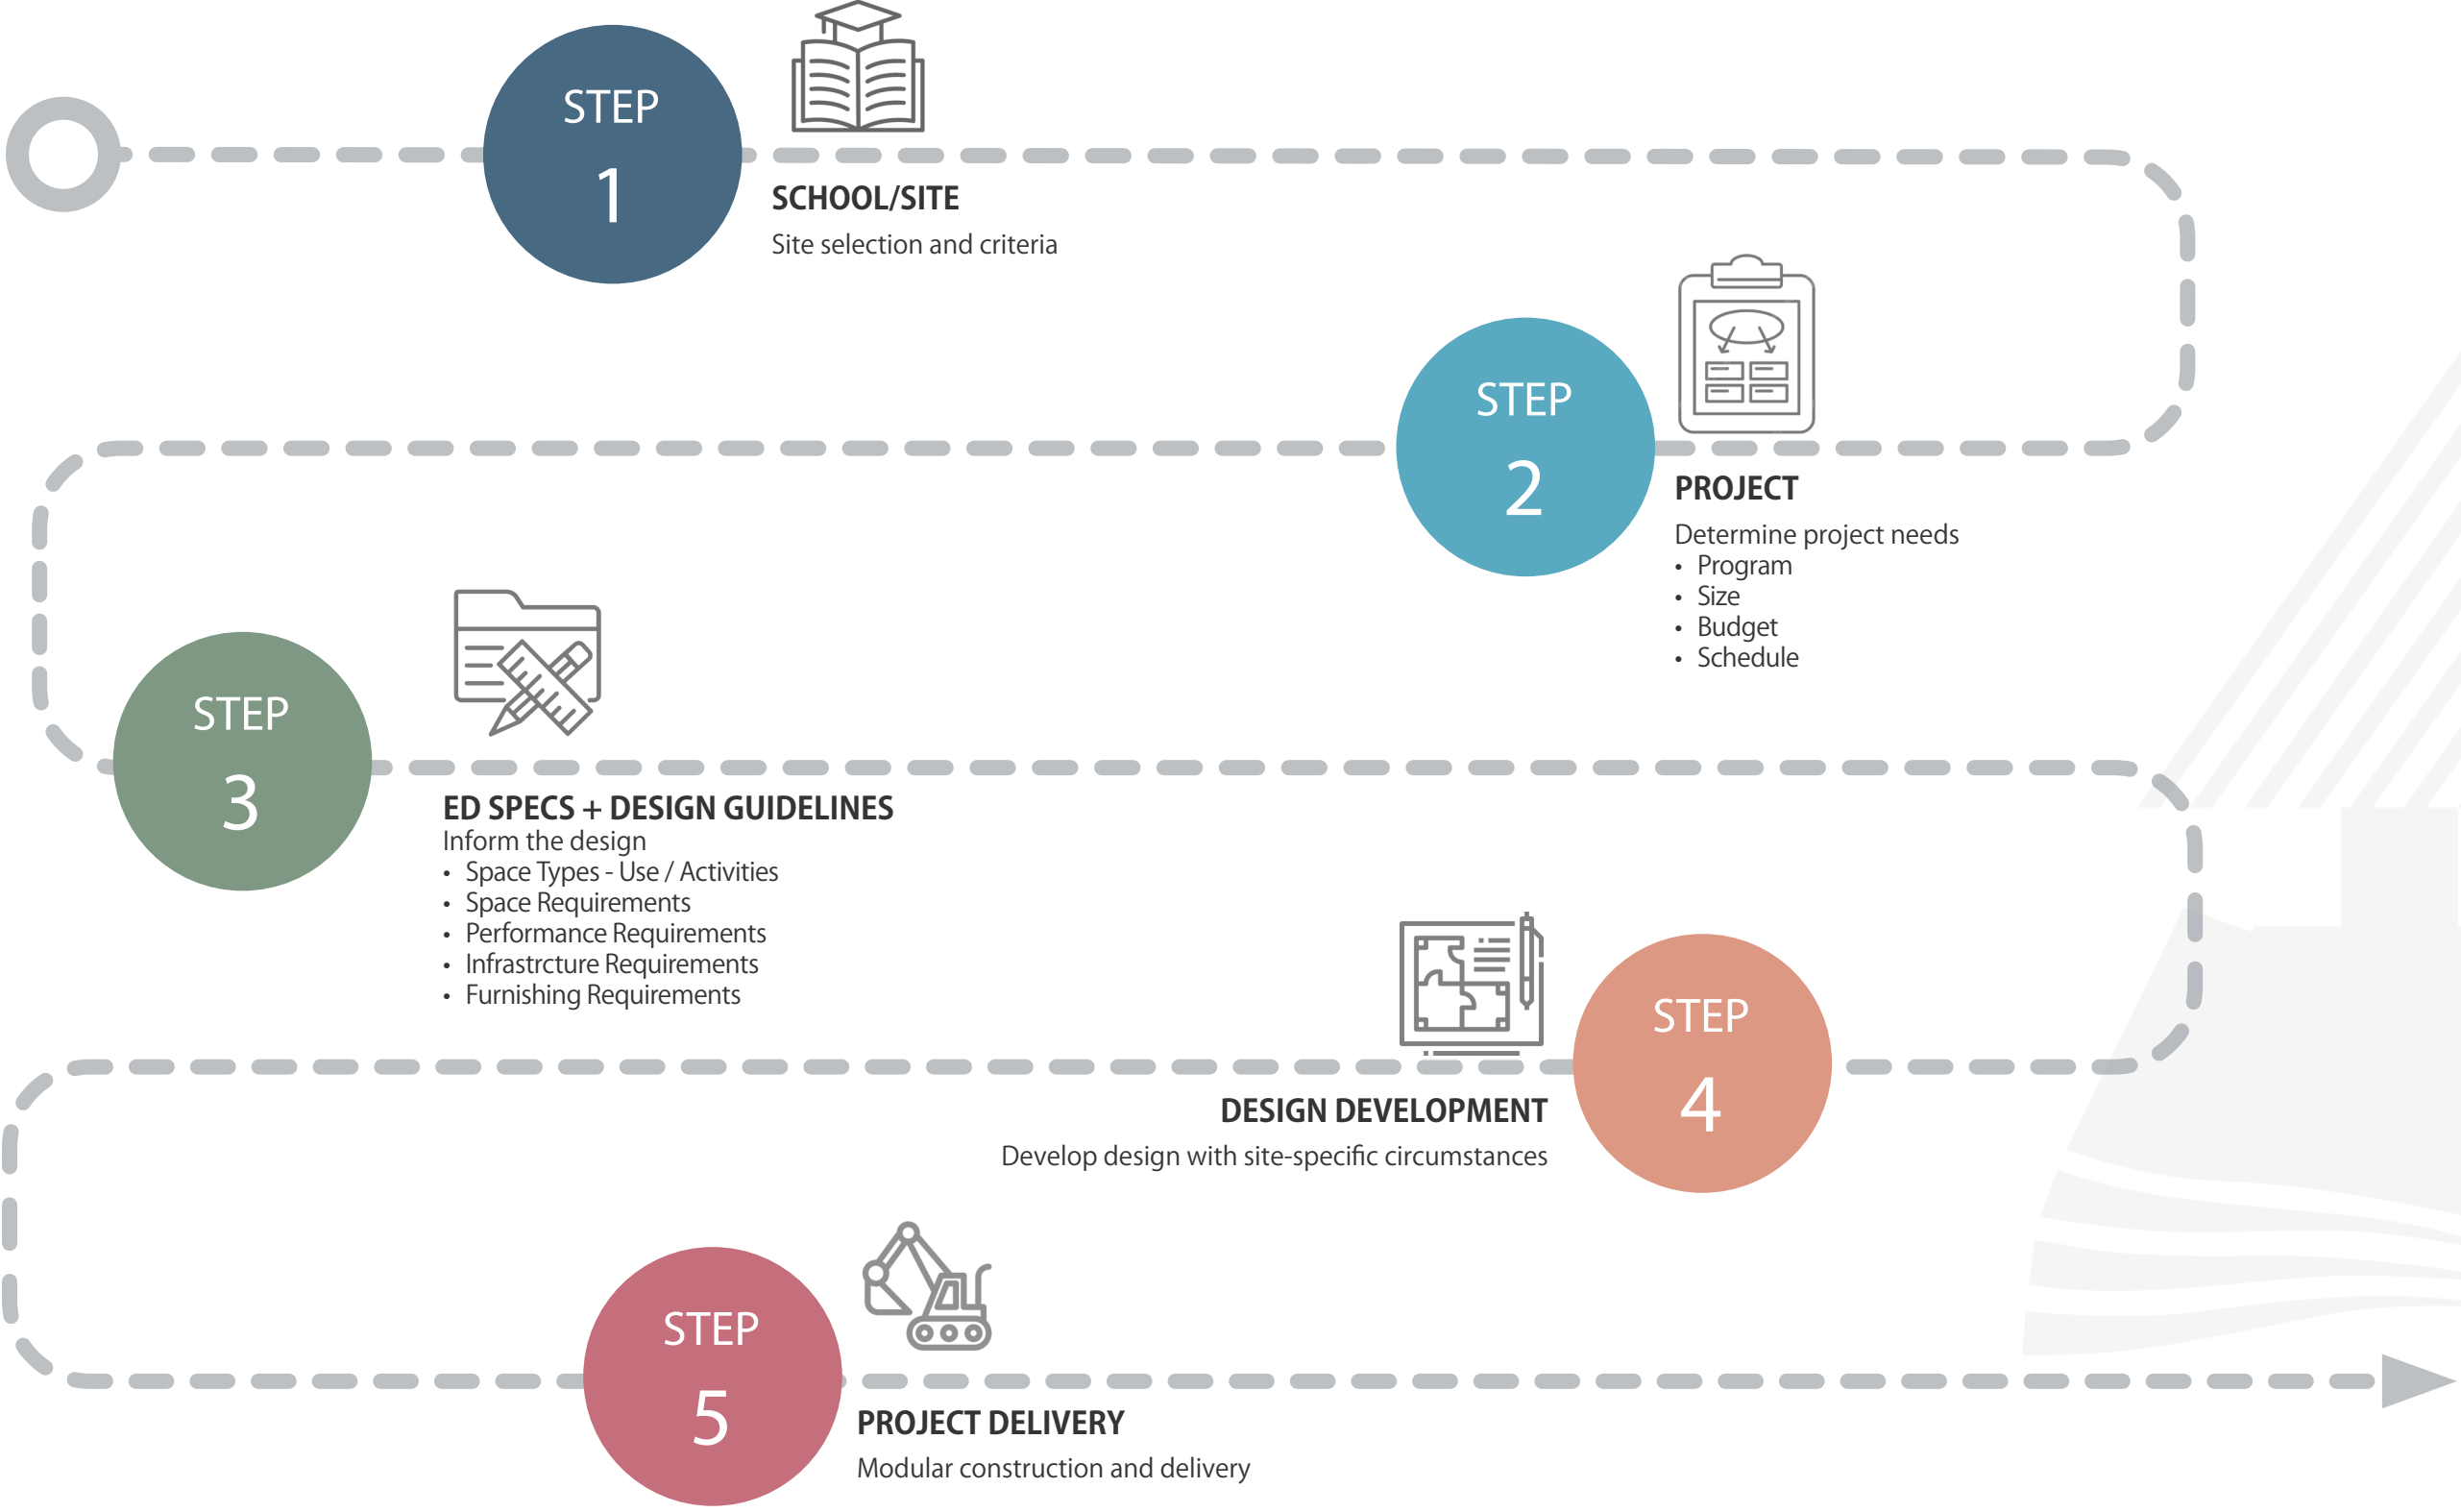 STEP
1
SCHOOL/SITE
Site selection and criteria
STEP
2
PROJECT
Determine project needs
• Program
• Size
• Budget
• Schedule
STEP
3
ED SPECS + DESIGN GUIDELINES
Inform the design
• Space Types - Use / Activities
• Space Requirements
• Performance Requirements
• Infrastrcture Requirements
• Furnishing Requirements
STEP
4
DESIGN DEVELOPMENT
Develop design with site-specific circumstances
STEP
5
PROJECT DELIVERY
Modular construction and delivery